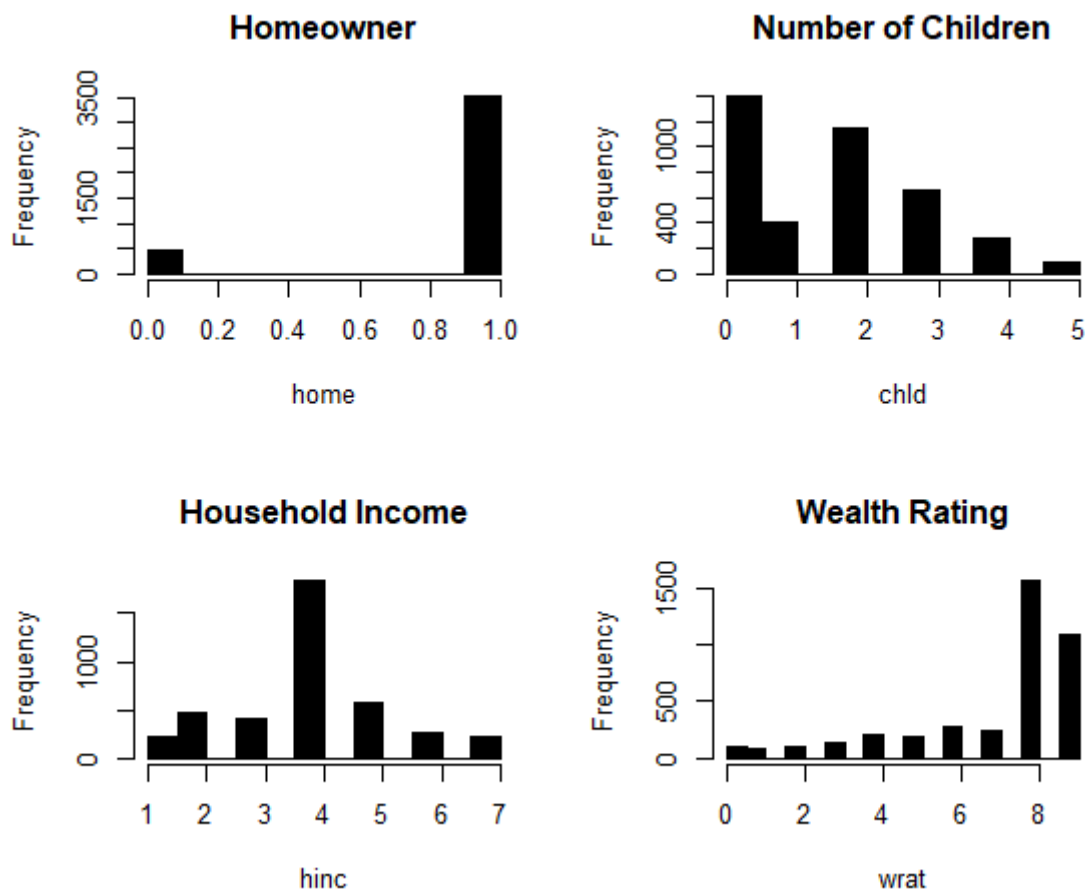 Homeowner
Frequency
0 1500 3500
0.0 0.2 0.4 0.6 0.8 1.0
home
Number of Children
Frequency
0 400 1000
0 1 2 3 4 5
chld
Household Income
Frequency
0 1000
1 2 3 4 5 6 7
hinc
Wealth Rating
Frequency
0 500 1500
0 2 4 6 8
wrat